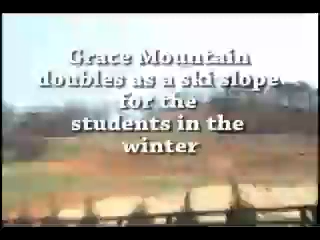 Grace Mountain
doubles as a ski slope
for the
students in the
winter